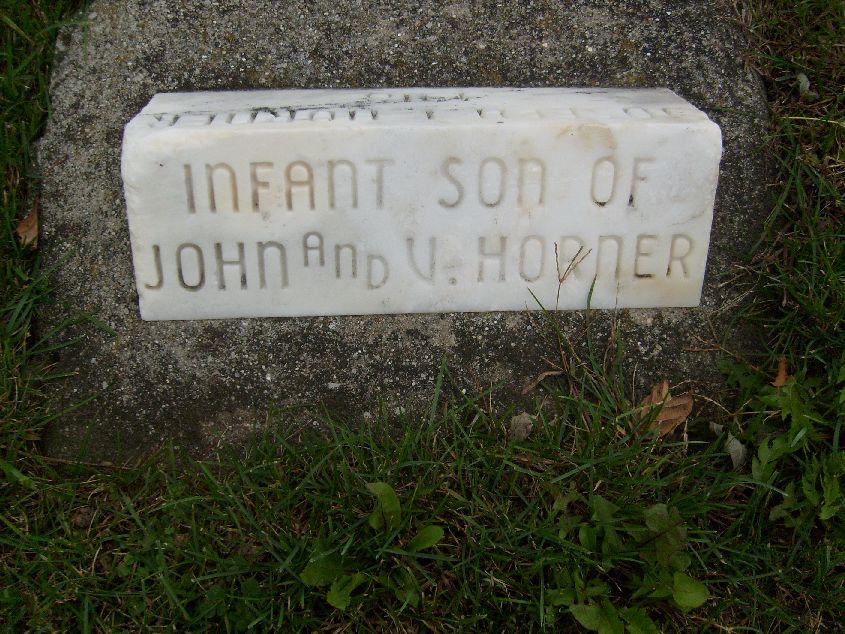 INFANT SON OF
JOHN AND V. HORNER